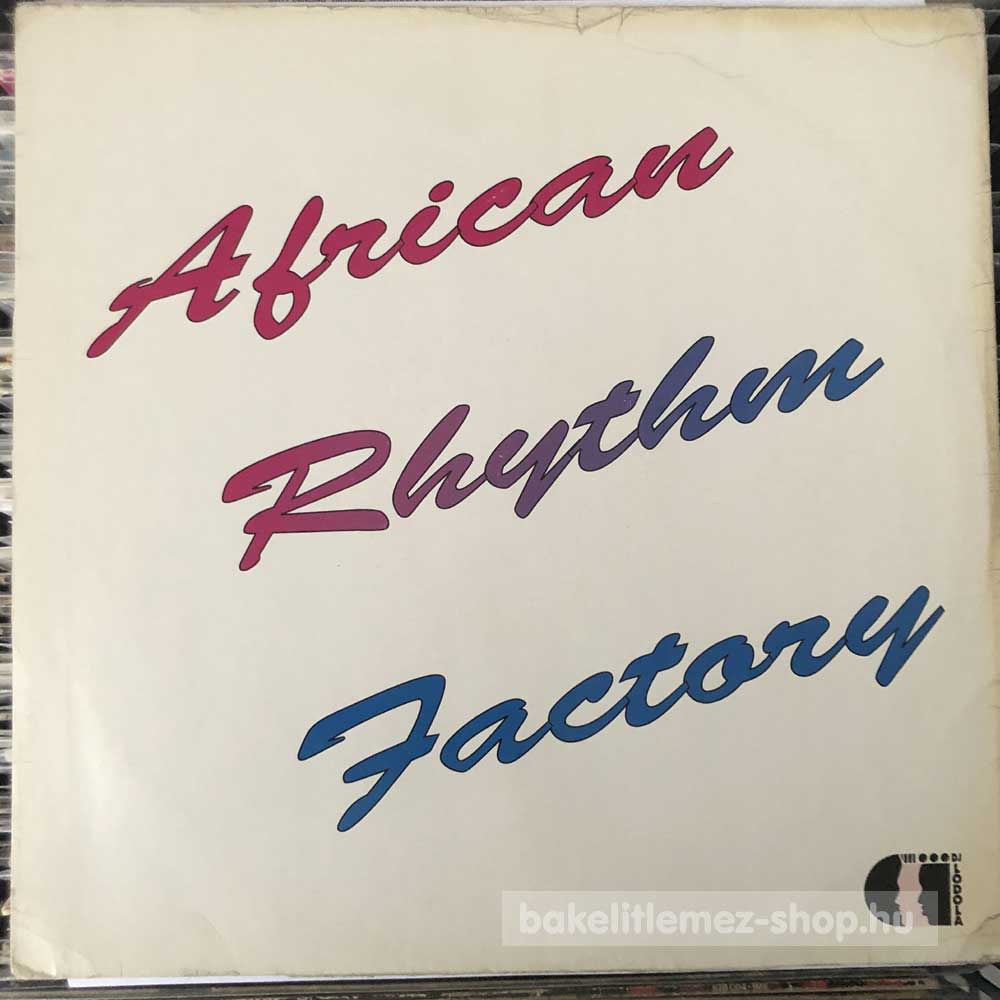 African
Rhythm
Factory
DJ LODOLA
bakelitlemez-shop.hu